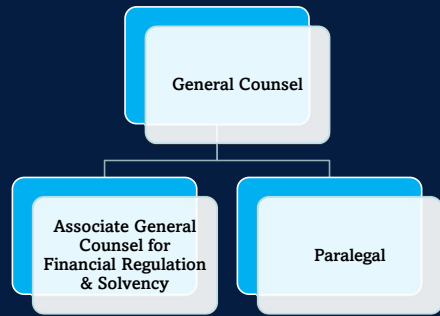 General Counsel
Associate General
Counsel for
Financial Regulation
& Solvency
Paralegal